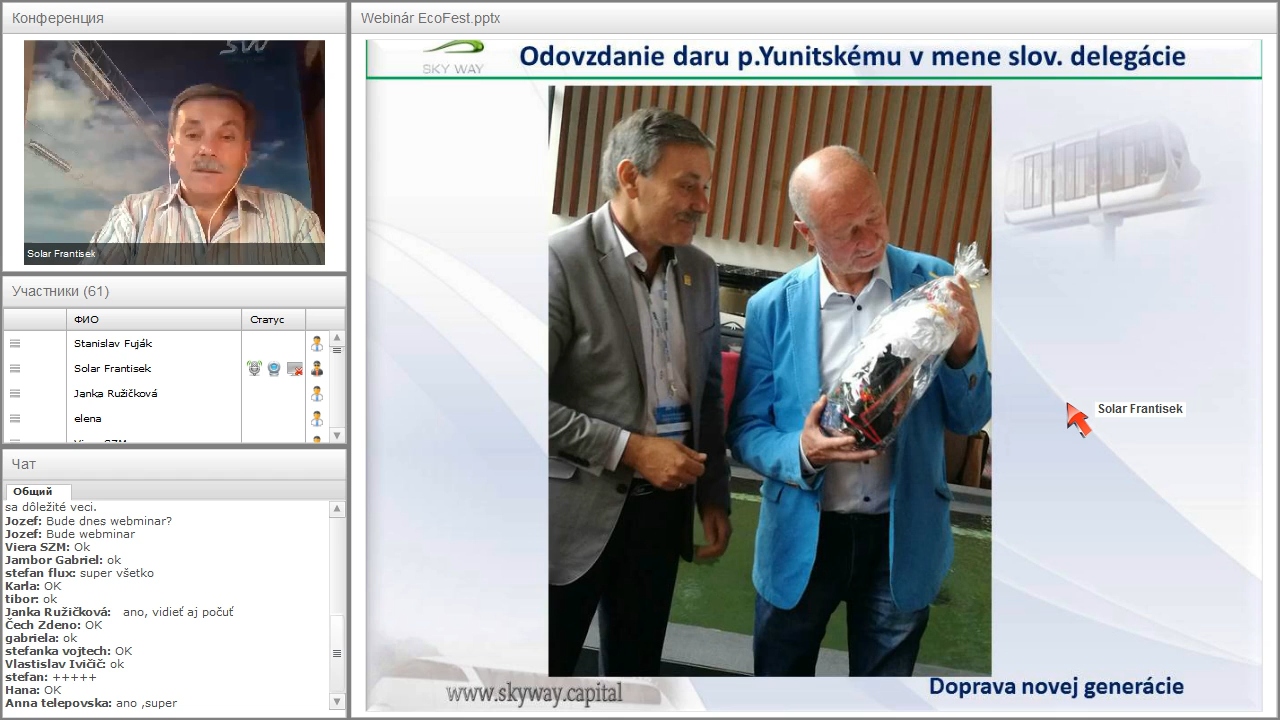 Конференция
SW
Solar Frantisek
Участники (61)
ФИО
Статус
Stanislav Fuják
Solar Frantisek
Janka Ružičková
elena
Viera SZM
Чат
Общий
sa dôležité veci.
Jozef: Bude dnes webminar?
Jozef: Bude webminar
Viera SZM: Ok
Jambor Gabriel: ok
stefan flux: super všetko
Karla: OK
tibor: ok
Janka Ružičková: ano, vidieť aj počuť
Čech Zdeno: OK
gabriela: ok
stefanka vojtech: OK
Vlastislav Ivičič: ok
stefan: +++++
Hana: OK
Anna telepovska: ano ,super
Webinár EcoFest.pptx
SKY WAY
Odovzdanie daru p.Yunitskému v mene slov. delegácie
Solar Frantisek
www.skyway.capital
Doprava novej generácie